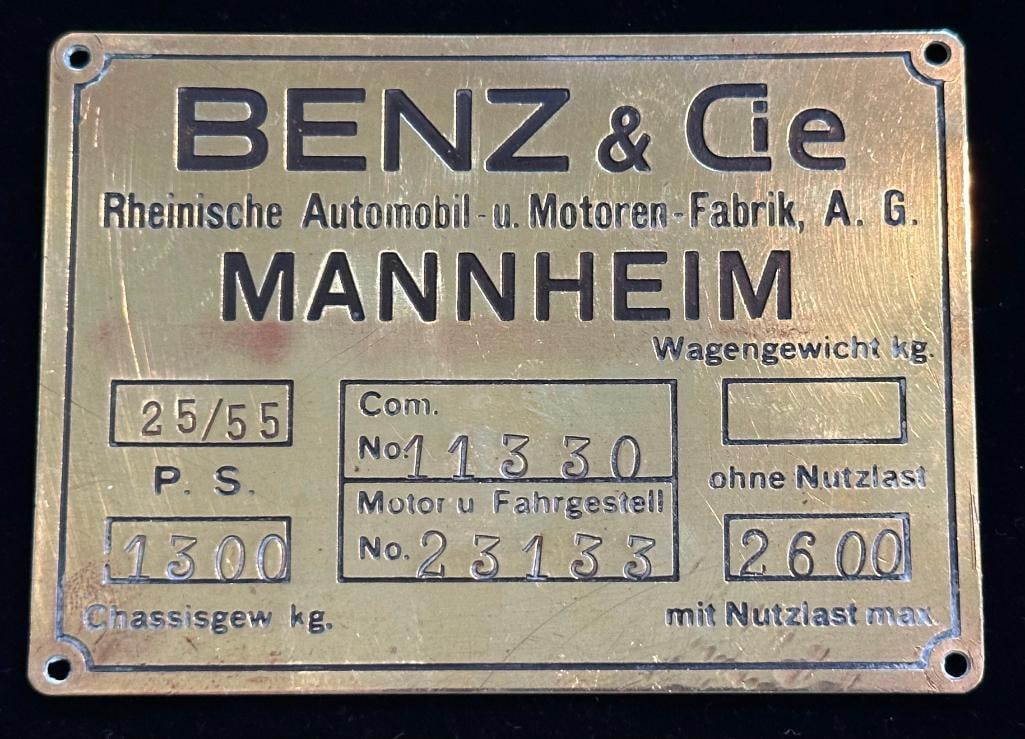 BENZ & Cie
Rheinische Automobil-u. Motoren-Fabrik, A. G.
MANNHEIM
Wagengewicht kg.
25/55
P. S.
Com.
No. 11330
ohne Nutzlast
Motor u Fahrgestell
No. 23133
1300
Chassisgew kg.
2600
mit Nutzlast max.